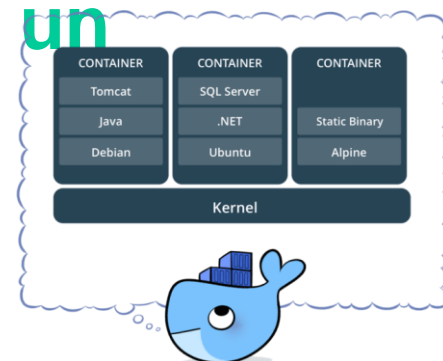 un
CONTAINER
Tomcat
Java
Debian
CONTAINER
SQL Server
.NET
Ubuntu
CONTAINER
Static Binary
Alpine
Kernel